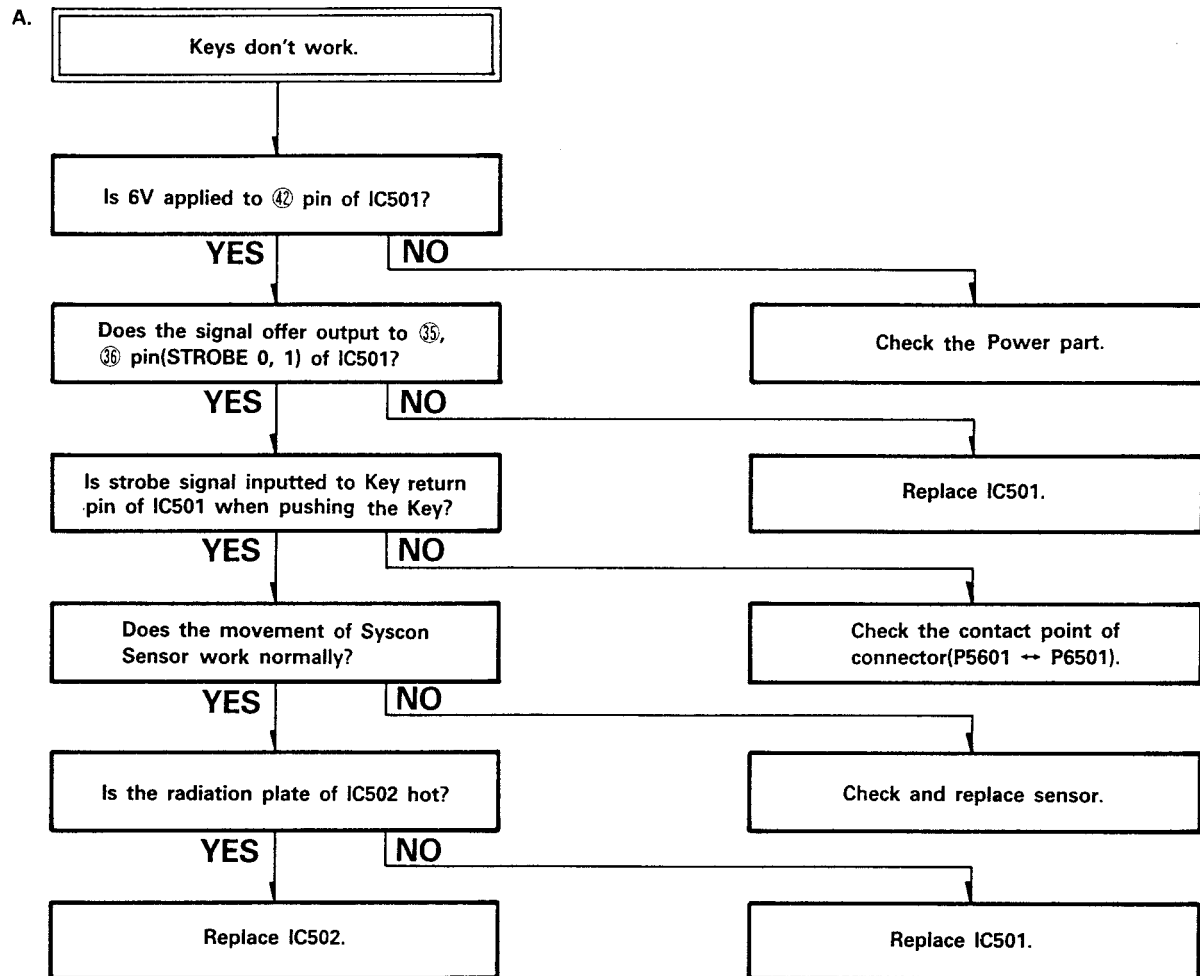 A.
Keys don't work.
Is 6V applied to ㊷ pin of IC501?
YES
NO
Does the signal offer output to ㉟,
㊱ pin(STROBE 0, 1) of IC501?
Check the Power part.
YES
NO
Is strobe signal inputted to Key return
pin of IC501 when pushing the Key?
Replace IC501.
YES
NO
Does the movement of Syscon
Sensor work normally?
Check the contact point of
connector(P5601 ↔ P6501).
YES
NO
Is the radiation plate of IC502 hot?
Check and replace sensor.
YES
NO
Replace IC502.
Replace IC501.